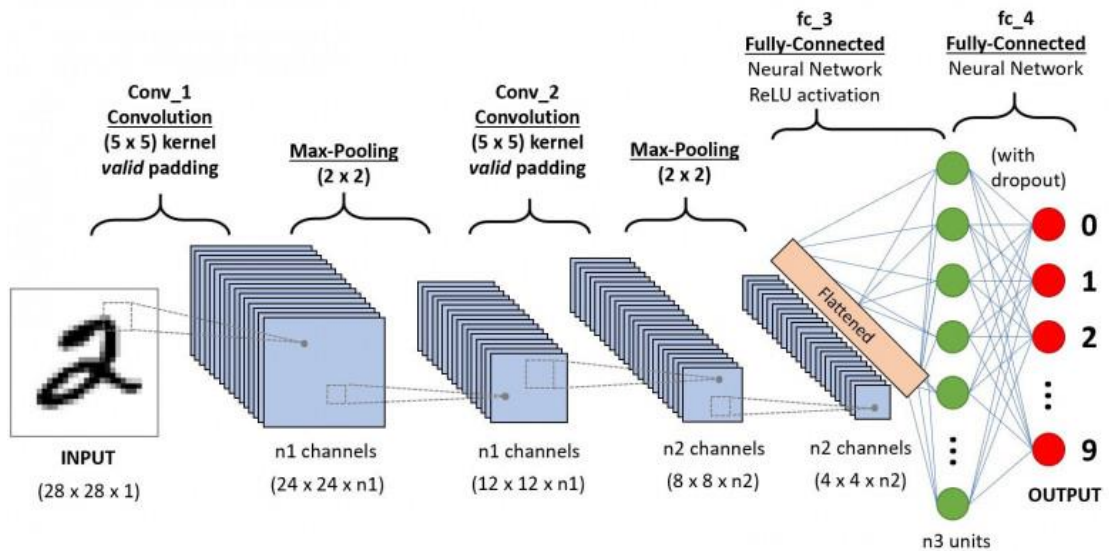 fc_3
Fully-Connected
Neural Network
ReLU activation
fc_4
Fully-Connected
Neural Network
Conv_1
Convolution
(5 x 5) kernel
valid padding
Max-Pooling
(2 x 2)
Conv_2
Convolution
(5 x 5) kernel
valid padding
Max-Pooling
(2 x 2)
(with
dropout)
Flattened
0
1
2
9
INPUT
(28 x 28 x 1)
n1 channels
(24 x 24 x n1)
n1 channels
(12 x 12 x n1)
n2 channels
(8 x 8 x n2)
n2 channels
(4 x 4 x n2)
OUTPUT
n3 units
2